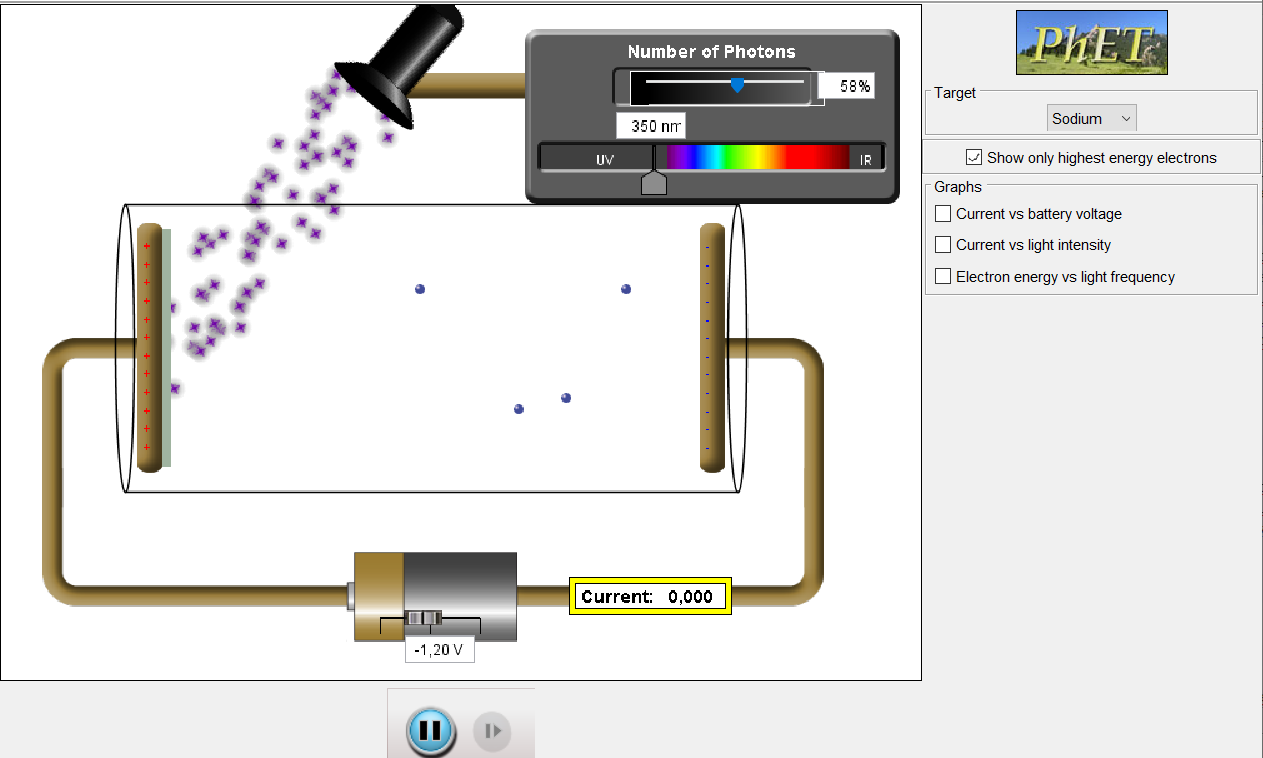 Number of Photons
58%
350 nm
UV
IR
Current: 0,000
-1,20 V
PhET
Target
Sodium
Show only highest energy electrons
Graphs
Current vs battery voltage
Current vs light intensity
Electron energy vs light frequency